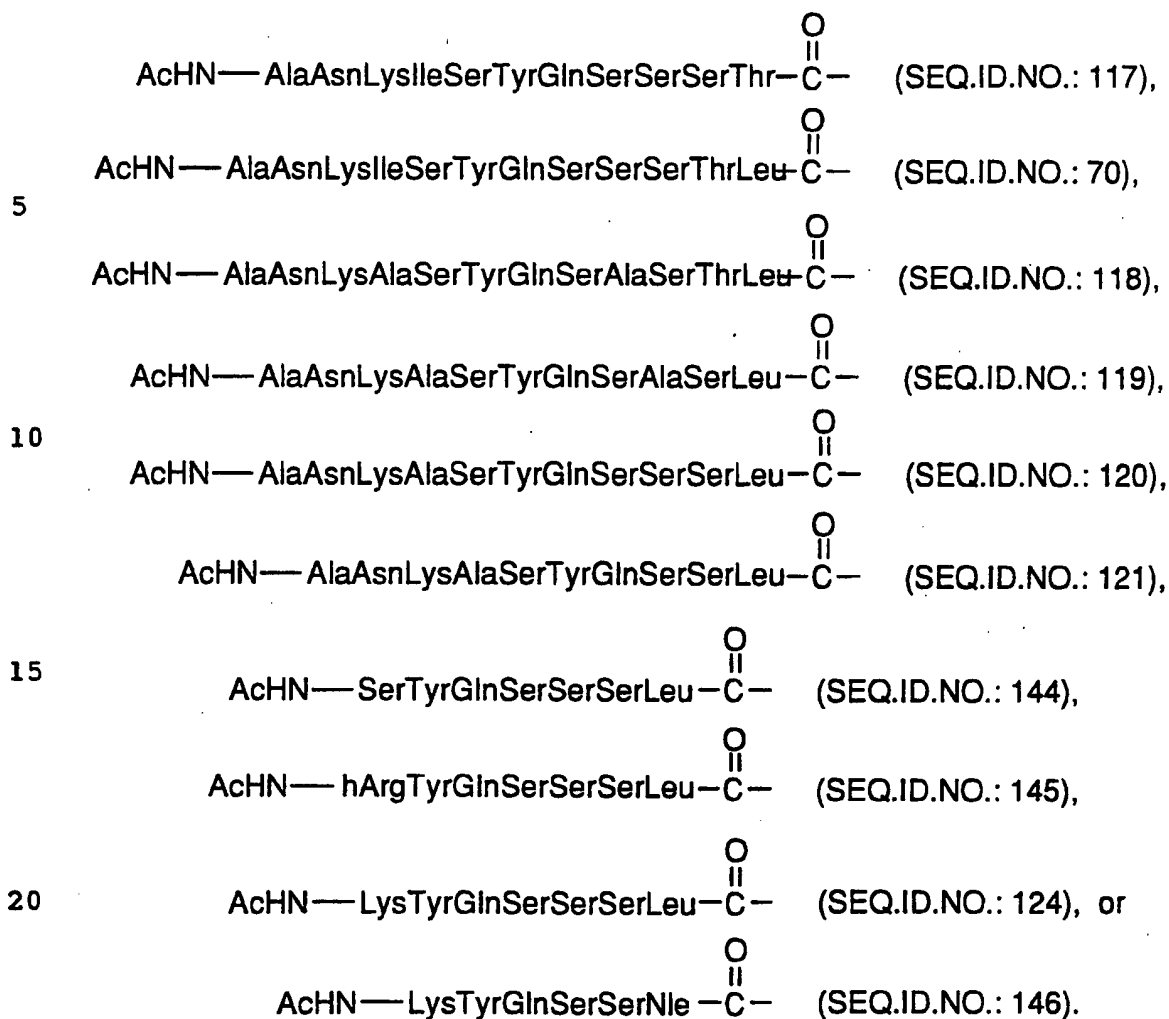 O
||
AcHN—AlaAsnLysIleSerTyrGlnSerSerSerThr–C– (SEQ.ID.NO.: 117),
O
||
AcHN—AlaAsnLysIleSerTyrGlnSerSerSerThrLeu–C– (SEQ.ID.NO.: 70),
5
O
||
AcHN—AlaAsnLysAlaSerTyrGlnSerAlaSerThrLeu–C– (SEQ.ID.NO.: 118),
O
||
AcHN—AlaAsnLysAlaSerTyrGlnSerAlaSerLeu–C– (SEQ.ID.NO.: 119),
10
O
||
AcHN—AlaAsnLysAlaSerTyrGlnSerSerSerLeu–C– (SEQ.ID.NO.: 120),
O
||
AcHN—AlaAsnLysAlaSerTyrGlnSerSerLeu–C– (SEQ.ID.NO.: 121),
15
O
||
AcHN—SerTyrGlnSerSerSerLeu–C– (SEQ.ID.NO.: 144),
O
||
AcHN—hArgTyrGlnSerSerSerLeu–C– (SEQ.ID.NO.: 145),
O
||
20 AcHN—LysTyrGlnSerSerSerLeu–C– (SEQ.ID.NO.: 124), or
O
||
AcHN—LysTyrGlnSerSerNle–C– (SEQ.ID.NO.: 146).